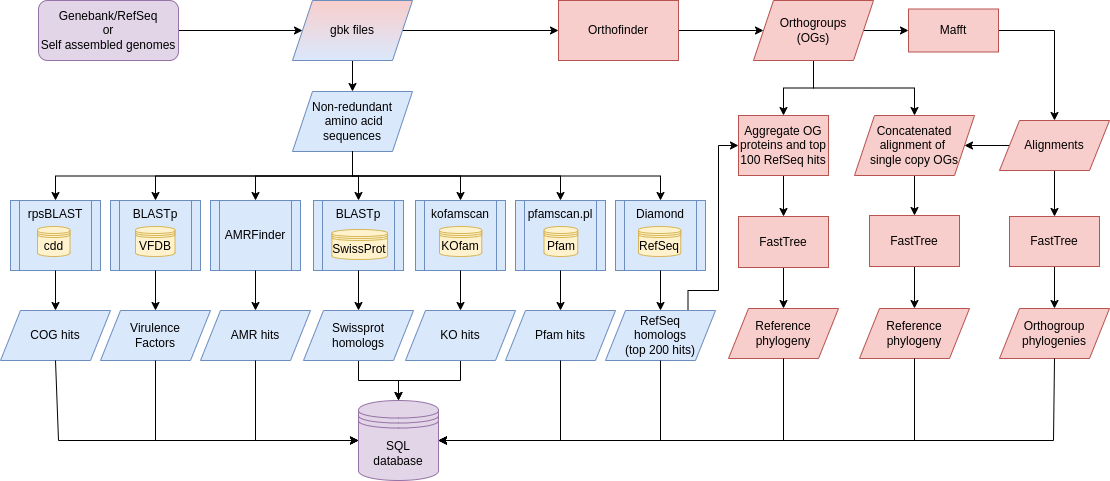 Genebank/RefSeq
or
Self assembled genomes
gbk files
Orthofinder
Orthogroups
(OGs)
Mafft
Non-redundant
amino acid
sequences
Aggregate OG
proteins and top
100 RefSeq hits
Concatenated
alignment of
single copy OGs
Alignments
rpsBLAST
cdd
BLASTp
VFDB
AMRFinder
BLASTp
SwissProt
kofamscan
KOfam
pfamscan.pl
Pfam
Diamond
RefSeq
FastTree
FastTree
FastTree
COG hits
Virulence
Factors
AMR hits
Swissprot
homologs
KO hits
Pfam hits
RefSeq
homologs
(top 200 hits)
Reference
phylogeny
Reference
phylogeny
Orthogroup
phylogenies
SQL
database